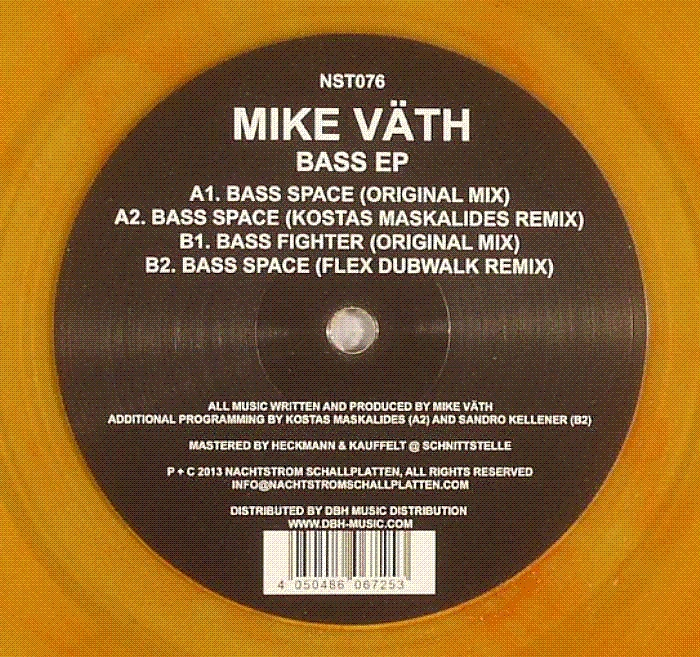 NST076
MIKE VÄTH
BASS EP
A1. BASS SPACE (ORIGINAL MIX)
A2. BASS SPACE (KOSTAS MASKALIDES REMIX)
B1. BASS FIGHTER (ORIGINAL MIX)
B2. BASS SPACE (FLEX DUBWALK REMIX)
ALL MUSIC WRITTEN AND PRODUCED BY MIKE VÄTH
ADDITIONAL PROGRAMMING BY KOSTAS MASKALIDES (A2) AND SANDRO KELLENER (B2)
MASTERED BY HECKMANN & KAUFFELT @ SCHNITTSTELLE
P + C 2013 NACHTSTROM SCHALLPLATTEN, ALL RIGHTS RESERVED
INFO@NACHTSTROMSCHALLPLATTEN.COM
DISTRIBUTED BY DBH MUSIC DISTRIBUTION
WWW.DBH-MUSIC.COM
4 050486 067253